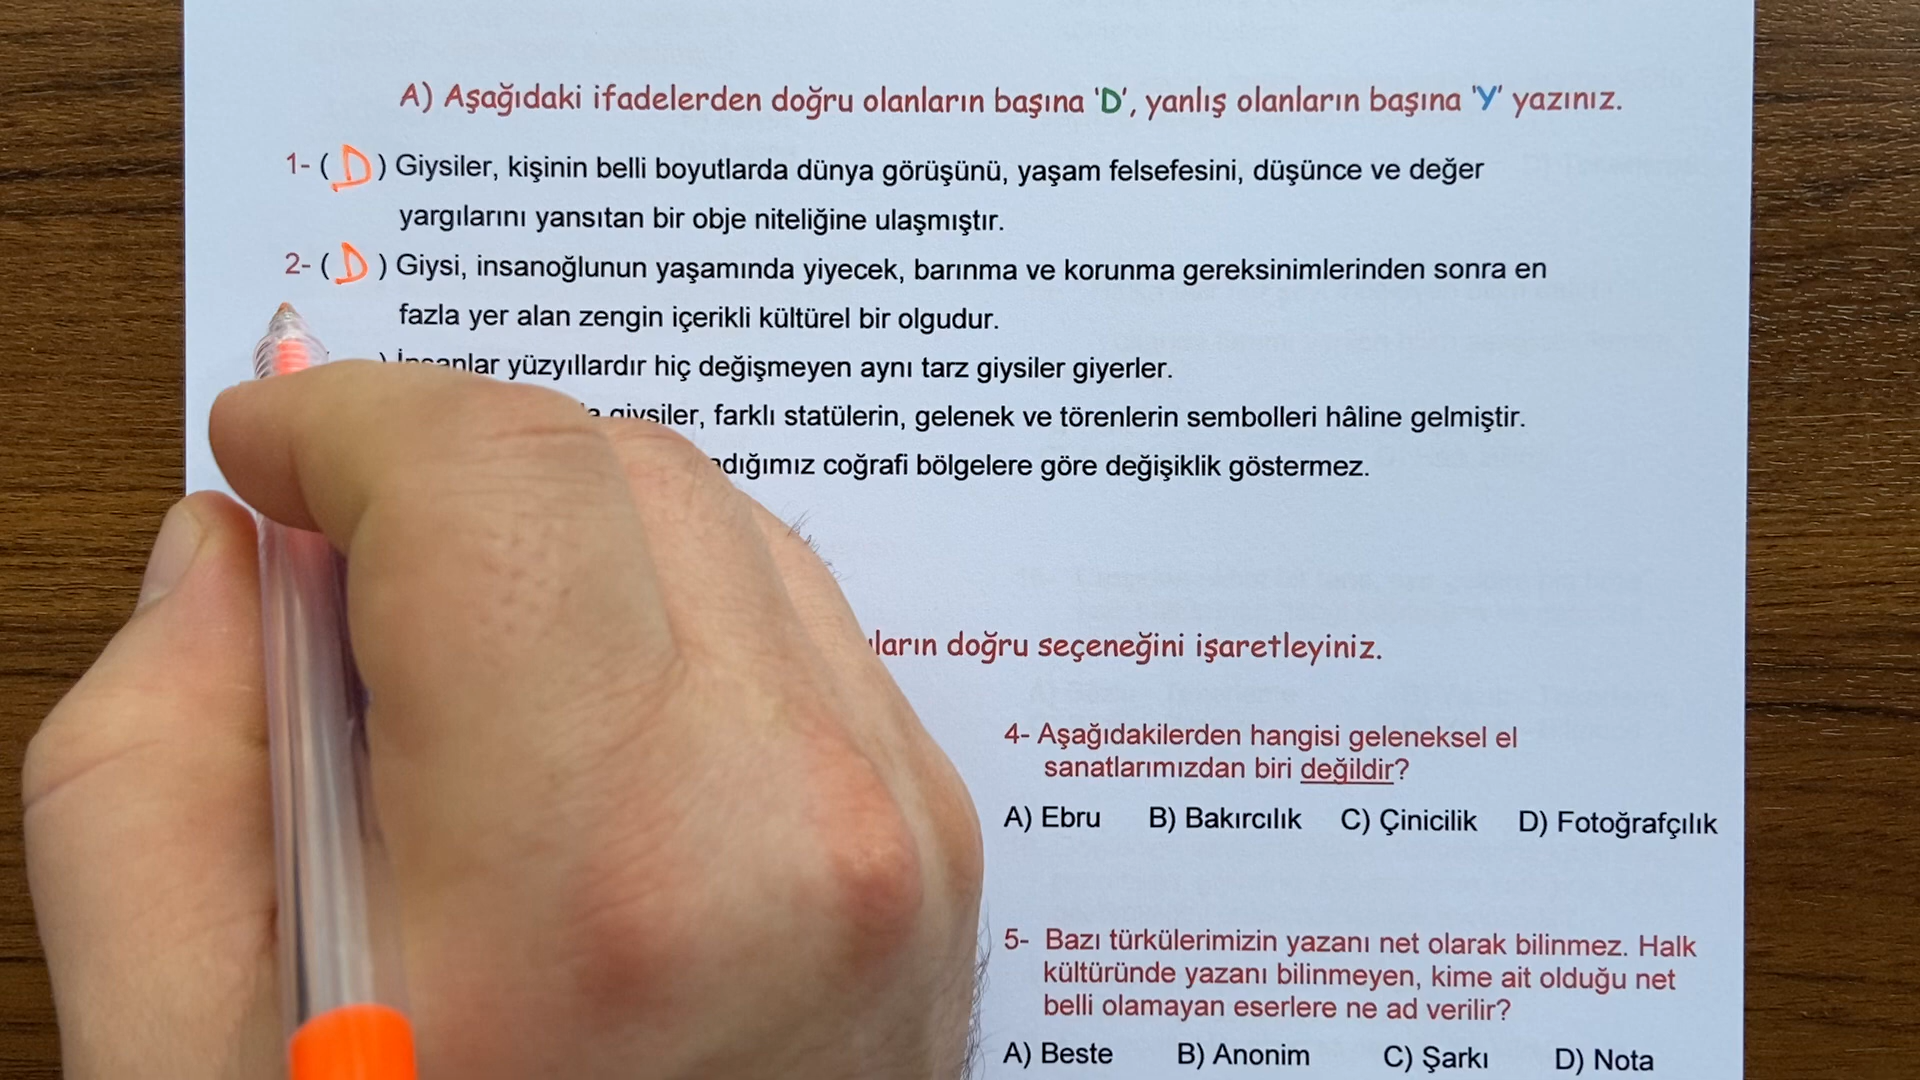 A) Aşağıdaki ifadelerden doğru olanların başına 'D', yanlış olanların başına 'Y' yazınız.
1- ( D ) Giysiler, kişinin belli boyutlarda dünya görüşünü, yaşam felsefesini, düşünce ve değer
yargılarını yansıtan bir obje niteliğine ulaşmıştır.
2- ( D ) Giysi, insanoğlunun yaşamında yiyecek, barınma ve korunma gereksinimlerinden sonra en
fazla yer alan zengin içerikli kültürel bir olgudur.
) İnsanlar yüzyıllardır hiç değişmeyen aynı tarz giysiler giyerler.
giysiler, farklı statülerin, gelenek ve törenlerin sembolleri hâline gelmiştir.
coğrafi bölgelere göre değişiklik göstermez.
doğru seçeneğini işaretleyiniz.
4- Aşağıdakilerden hangisi geleneksel el
sanatlarımızdan biri değildir?
A) Ebru B) Bakırcılık C) Çinicilik D) Fotoğrafçılık
5- Bazı türkülerimizin yazanı net olarak bilinmez. Halk
kültüründe yazanı bilinmeyen, kime ait olduğu net
belli olamayan eserlere ne ad verilir?
A) Beste B) Anonim C) Şarkı D) Nota